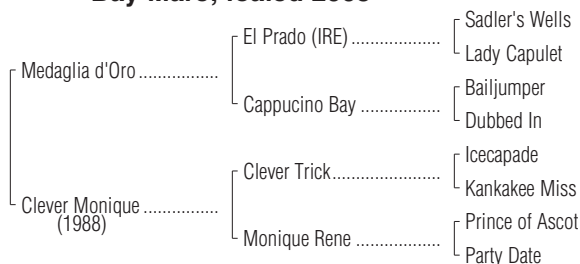 Bay Mare; foaled 2005
Sadler's Wells
El Prado (IRE) ...................
Lady Capulet
Medaglia d'Oro .................
Bailjumper
Cappucino Bay ..................
Dubbed In
Icecapade
Clever Trick.......................
Kankakee Miss
Clever Monique ................
(1988)
Prince of Ascot
Monique Rene ..................
Party Date